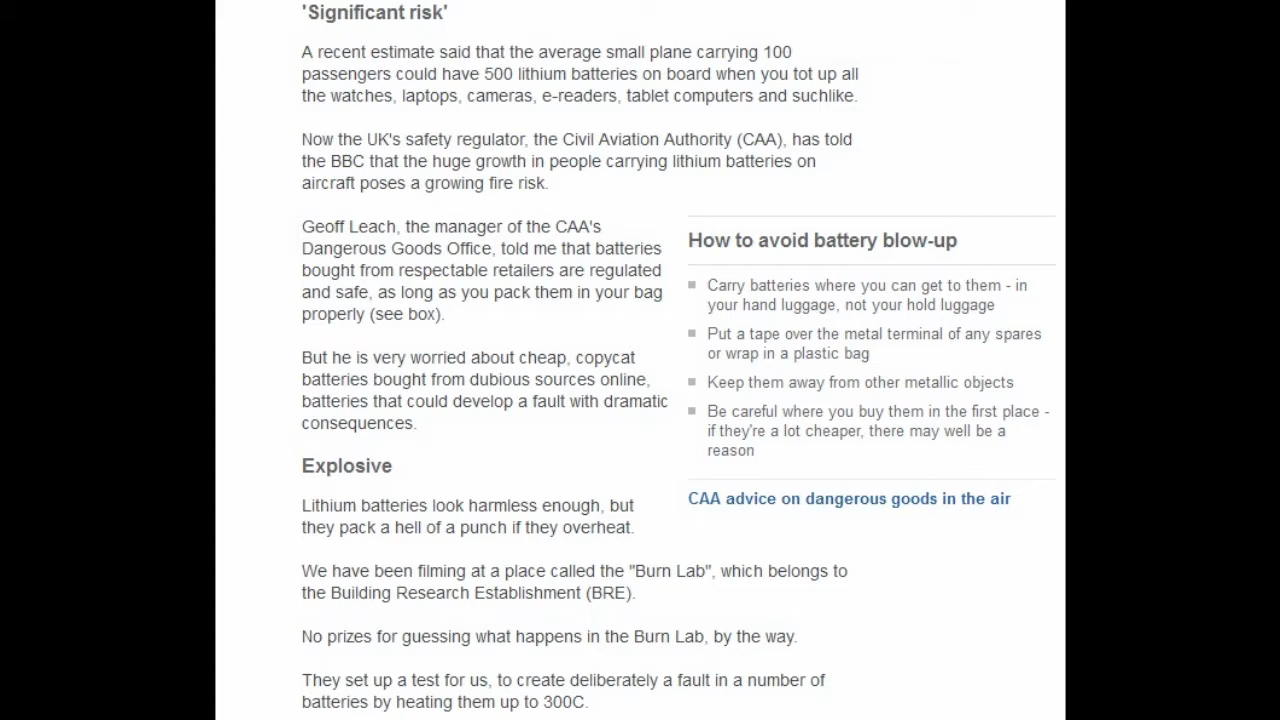 'Significant risk'
A recent estimate said that the average small plane carrying 100
passengers could have 500 lithium batteries on board when you tot up all
the watches, laptops, cameras, e-readers, tablet computers and suchlike.
Now the UK's safety regulator, the Civil Aviation Authority (CAA), has told
the BBC that the huge growth in people carrying lithium batteries on
aircraft poses a growing fire risk.
Geoff Leach, the manager of the CAA's
Dangerous Goods Office, told me that batteries
bought from respectable retailers are regulated
and safe, as long as you pack them in your bag
properly (see box).
But he is very worried about cheap, copycat
batteries bought from dubious sources online,
batteries that could develop a fault with dramatic
consequences.
How to avoid battery blow-up
Carry batteries where you can get to them - in
your hand luggage, not your hold luggage
Put a tape over the metal terminal of any spares
or wrap in a plastic bag
Keep them away from other metallic objects
Be careful where you buy them in the first place -
if they're a lot cheaper, there may well be a
reason
CAA advice on dangerous goods in the air
Explosive
Lithium batteries look harmless enough, but
they pack a hell of a punch if they overheat.
We have been filming at a place called the "Burn Lab", which belongs to
the Building Research Establishment (BRE).
No prizes for guessing what happens in the Burn Lab, by the way.
They set up a test for us, to create deliberately a fault in a number of
batteries by heating them up to 300C.